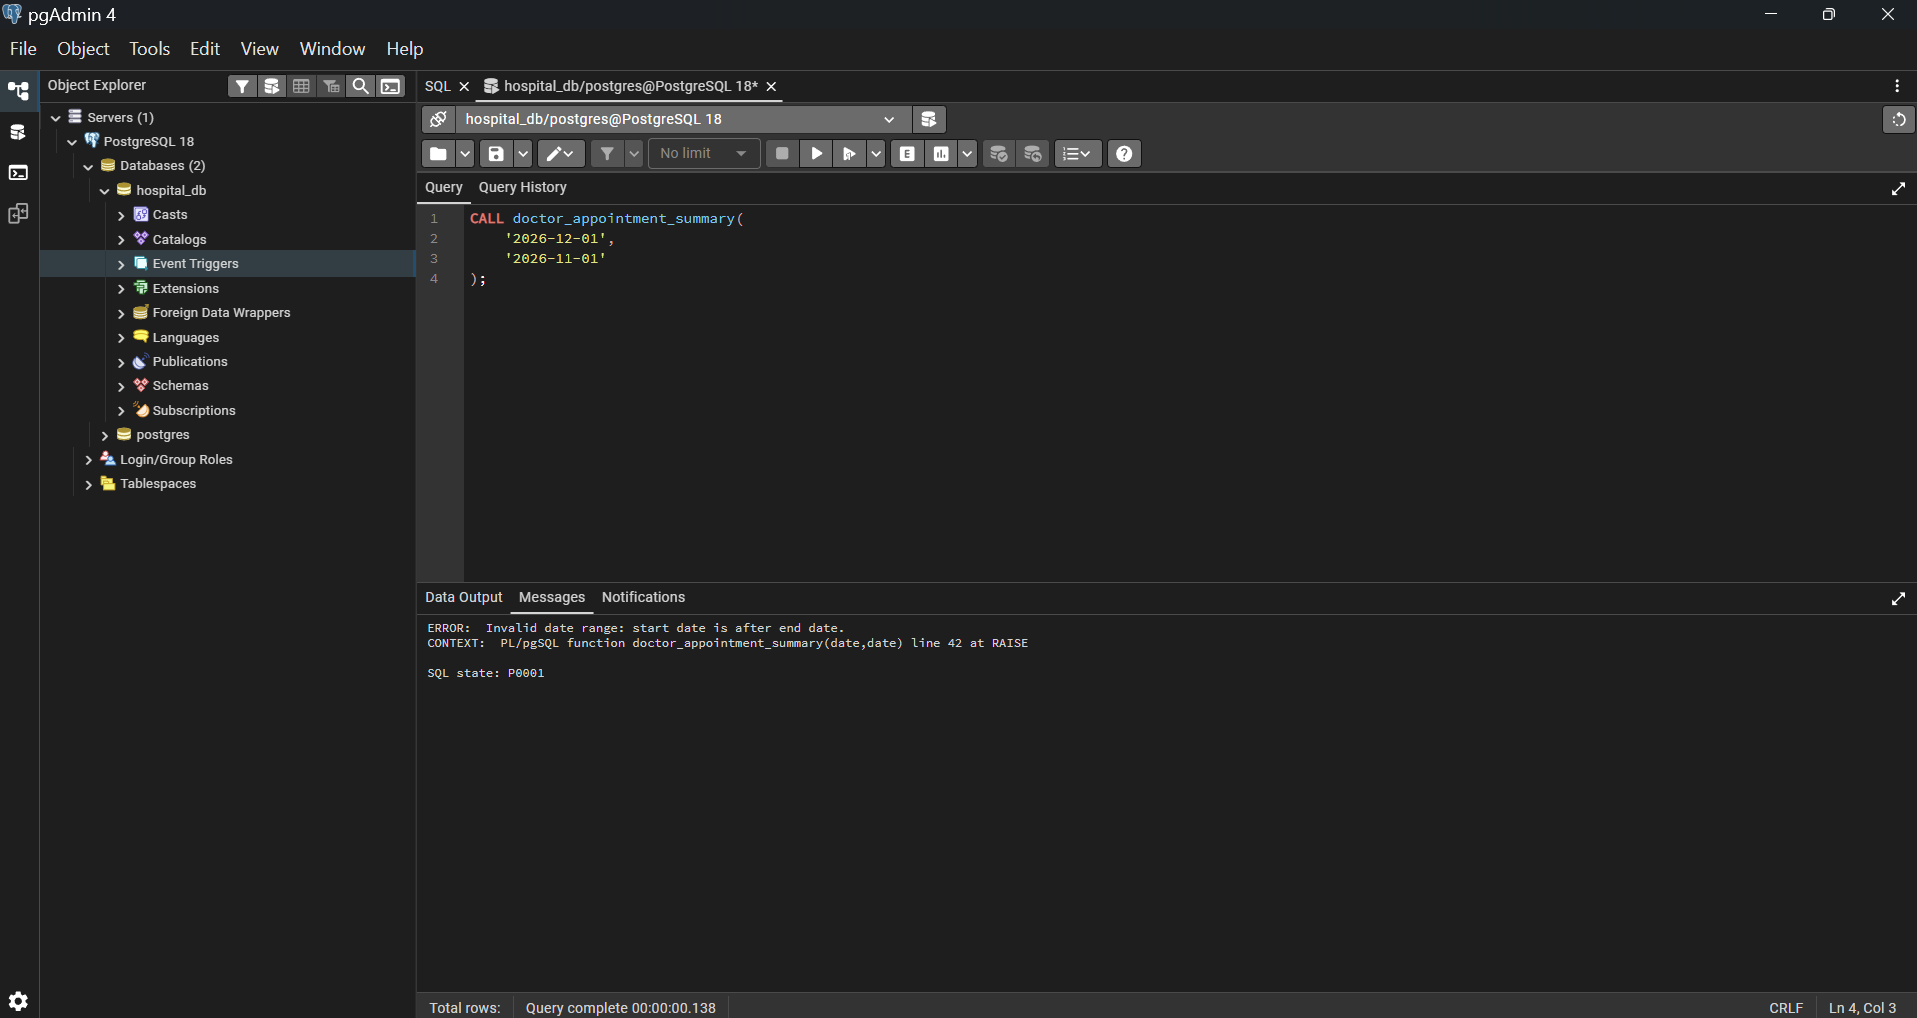 pgAdmin 4
File Object Tools Edit View Window Help
Object Explorer
SQL
hospital_db/postgres@PostgreSQL 18*
Servers (1)
PostgreSQL 18
Databases (2)
hospital_db
Casts
Catalogs
Event Triggers
Extensions
Foreign Data Wrappers
Languages
Publications
Schemas
Subscriptions
postgres
Login/Group Roles
Tablespaces
hospital_db/postgres@PostgreSQL 18
No limit
E
Query Query History
1 CALL doctor_appointment_summary(
2 '2026-12-01',
3 '2026-11-01'
4 );
Data Output Messages Notifications
ERROR: Invalid date range: start date is after end date.
CONTEXT: PL/pgSQL function doctor_appointment_summary(date,date) line 42 at RAISE
SQL state: P0001
Total rows: Query complete 00:00:00.138 CRLF Ln 4, Col 3